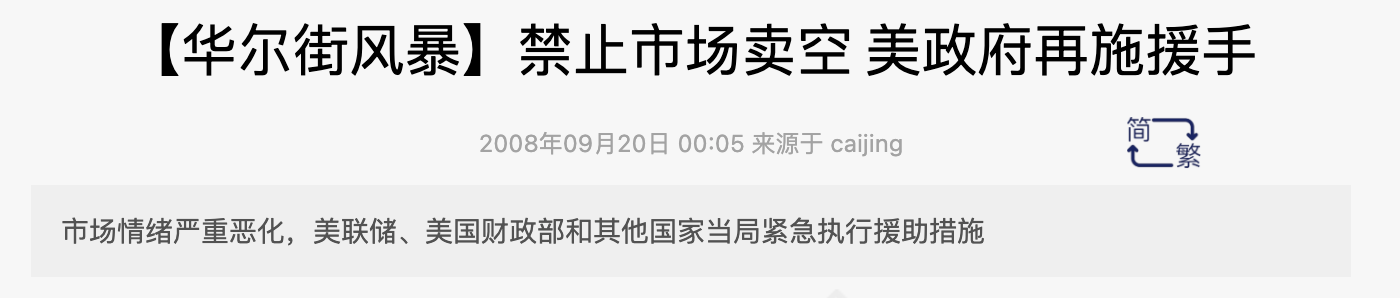 【华尔街风暴】禁止市场卖空 美政府再施援手
2008年09月20日 00:05 来源于 caijing
简
繁
市场情绪严重恶化，美联储、美国财政部和其他国家当局紧急执行援助措施